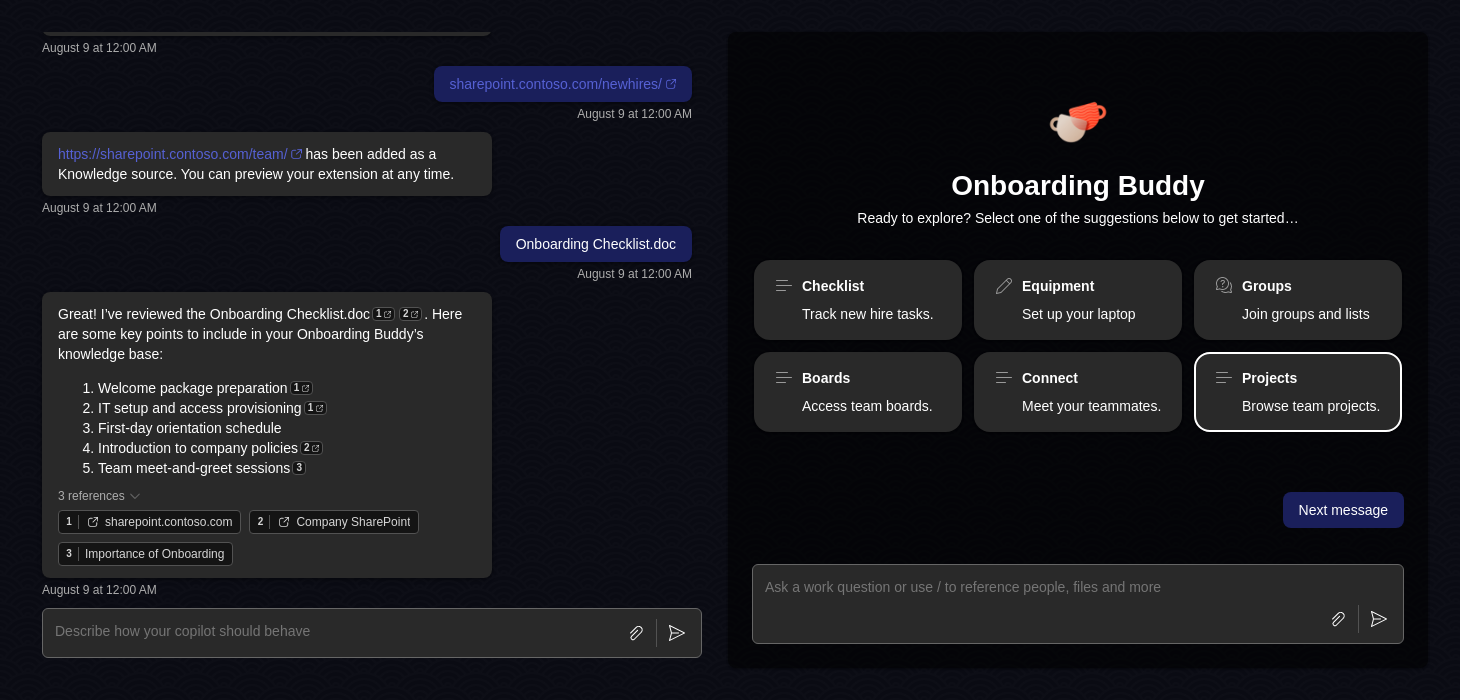 August 9 at 12:00 AM
sharepoint.contoso.com/newhires/
August 9 at 12:00 AM
https://sharepoint.contoso.com/team/ has been added as a
Knowledge source. You can preview your extension at any time.
August 9 at 12:00 AM
Onboarding Checklist.doc
August 9 at 12:00 AM
Great! I've reviewed the Onboarding Checklist.doc 1 2 . Here
are some key points to include in your Onboarding Buddy's
knowledge base:
1. Welcome package preparation 1
2. IT setup and access provisioning 1
3. First-day orientation schedule
4. Introduction to company policies 2
5. Team meet-and-greet sessions 3
3 references
1 sharepoint.contoso.com 2 Company SharePoint
3 Importance of Onboarding
August 9 at 12:00 AM
Describe how your copilot should behave
Onboarding Buddy
Ready to explore? Select one of the suggestions below to get started…
Checklist
Track new hire tasks.
Equipment
Set up your laptop
Groups
Join groups and lists
Boards
Access team boards.
Connect
Meet your teammates.
Projects
Browse team projects.
Next message
Ask a work question or use / to reference people, files and more